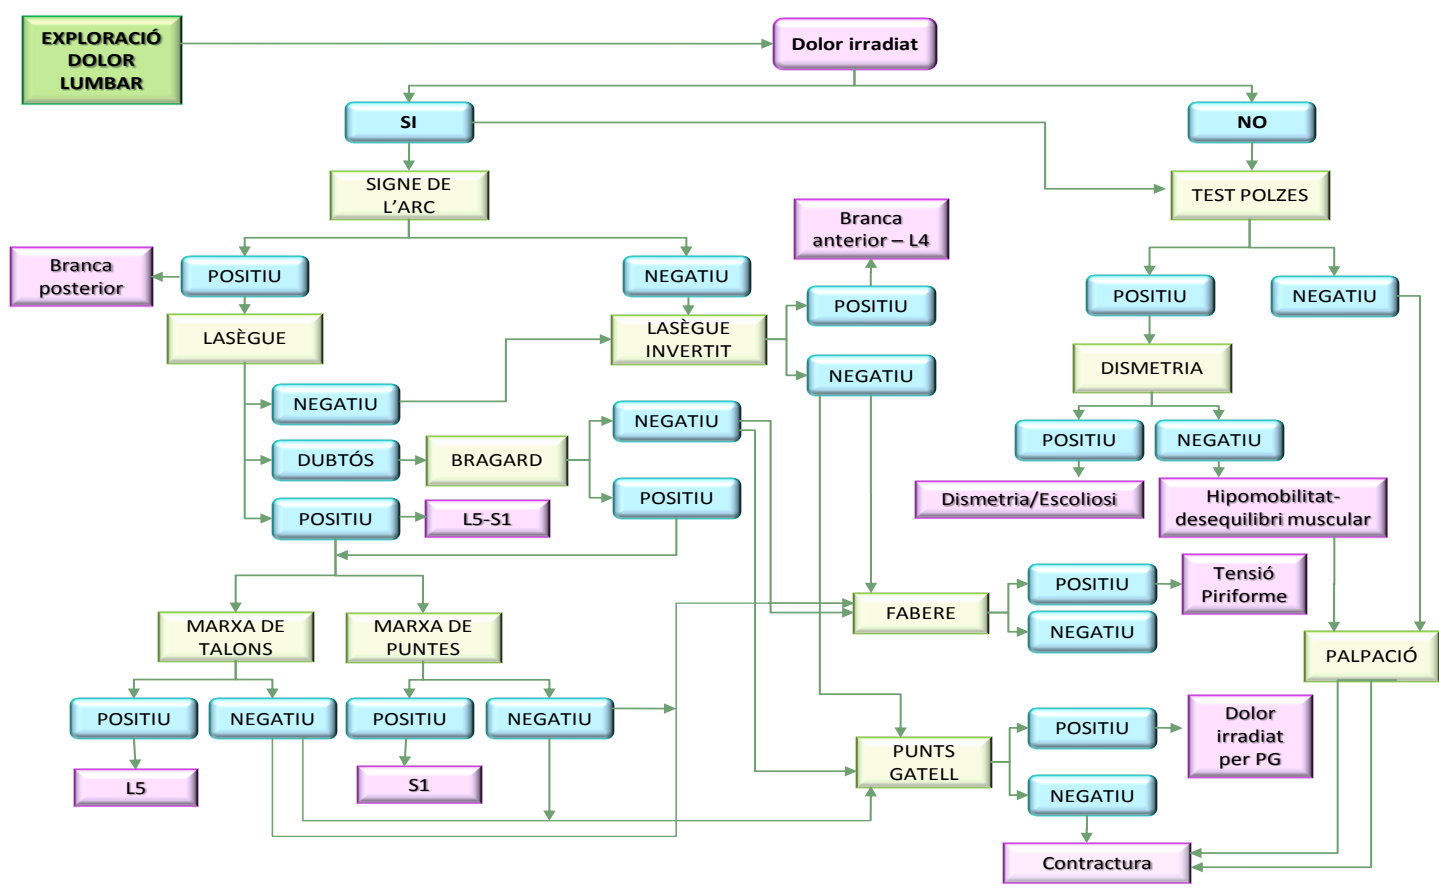 EXPLORACIÓ
DOLOR
LUMBAR
Dolor irradiat
SI
NO
SIGNE DE
L’ARC
TEST POLZES
Branca
anterior – L4
Branca
posterior
POSITIU
NEGATIU
POSITIU
POSITIU
NEGATIU
LASÈGUE
LASÈGUE
INVERTIT
NEGATIU
DISMETRIA
NEGATIU
NEGATIU
POSITIU
NEGATIU
DUBTÓS
BRAGARD
POSITIU
Dismetria/Escoliosi
Hipomobilitat-
desequilibri muscular
POSITIU
L5-S1
POSITIU
Tensió
Piriforme
FABERE
NEGATIU
MARXA DE
TALONS
MARXA DE
PUNTES
PALPACIÓ
POSITIU
NEGATIU
POSITIU
NEGATIU
POSITIU
Dolor
irradiat
per PG
PUNTS
GATELL
L5
S1
NEGATIU
Contractura